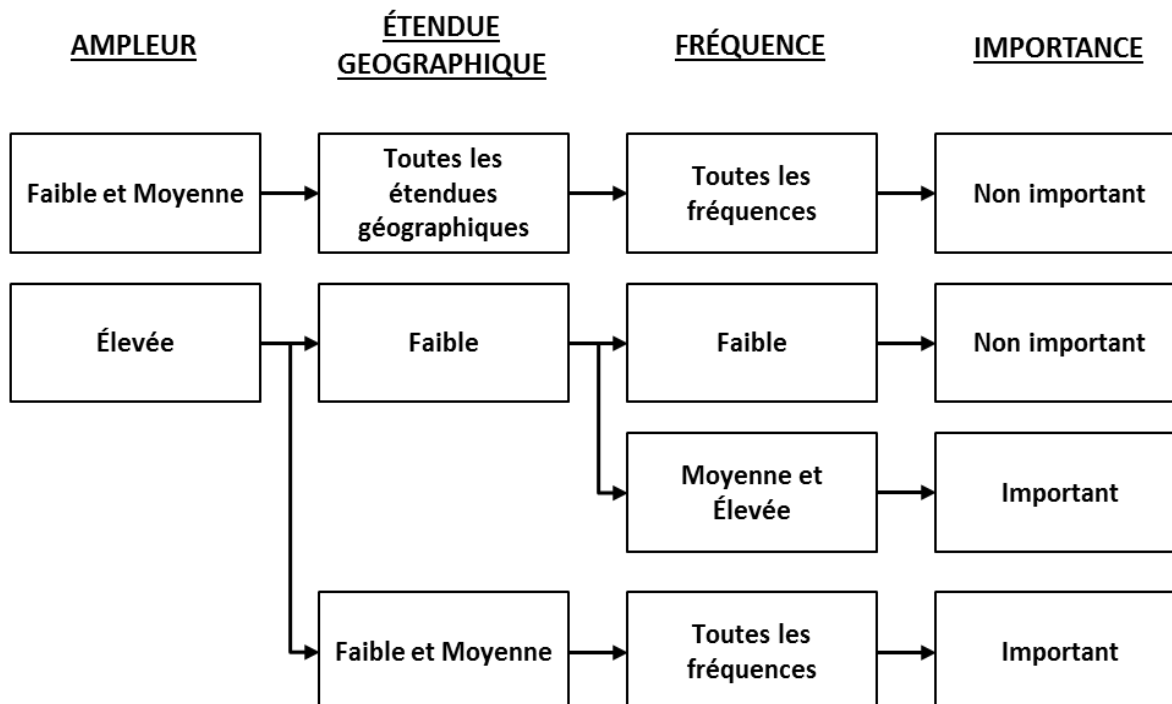 AMPLEUR
ÉTENDUE
GEOGRAPHIQUE
FRÉQUENCE
IMPORTANCE
Faible et Moyenne
Toutes les
étendues
géographiques
Toutes les
fréquences
Non important
Élevée
Faible
Faible
Non important
Moyenne et
Élevée
Important
Faible et Moyenne
Toutes les
fréquences
Important